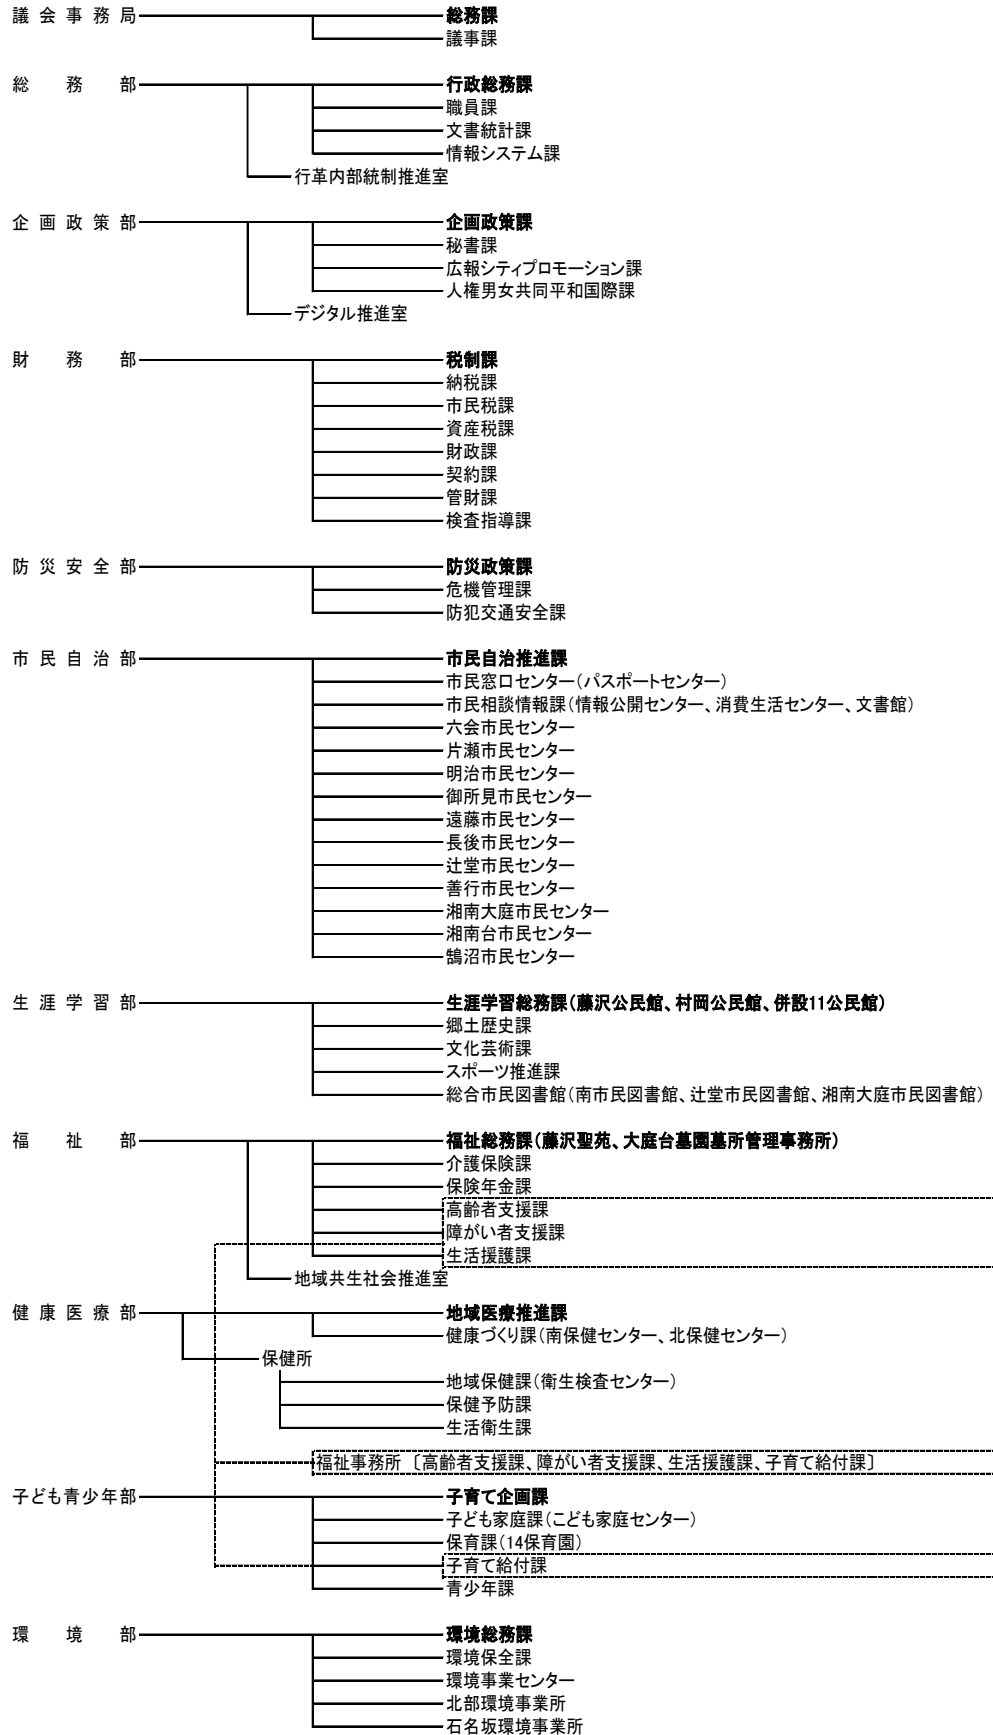 議会事務局 総務課
議事課
総務部 行政総務課
職員課
文書統計課
情報システム課
行革内部統制推進室
企画政策部 企画政策課
秘書課
広報シティプロモーション課
人権男女共同平和国際課
デジタル推進室
財務部 税制課
納税課
市民税課
資産税課
財政課
契約課
管財課
検査指導課
防災安全部 防災政策課
危機管理課
防犯交通安全課
市民自治部 市民自治推進課
市民窓口センター(パスポートセンター)
市民相談情報課(情報公開センター、消費生活センター、文書館)
六会市民センター
片瀬市民センター
明治市民センター
御所見市民センター
遠藤市民センター
長後市民センター
辻堂市民センター
善行市民センター
湘南大庭市民センター
湘南台市民センター
鵠沼市民センター
生涯学習部 生涯学習総務課(藤沢公民館、村岡公民館、併設11公民館)
郷土歴史課
文化芸術課
スポーツ推進課
総合市民図書館(南市民図書館、辻堂市民図書館、湘南大庭市民図書館)
福祉部 福祉総務課(藤沢聖苑、大庭台墓園墓所管理事務所)
介護保険課
保険年金課
高齢者支援課
障がい者支援課
生活援護課
地域共生社会推進室
健康医療部 地域医療推進課
健康づくり課(南保健センター、北保健センター)
保健所
地域保健課(衛生検査センター)
保健予防課
生活衛生課
福祉事務所 〔高齢者支援課、障がい者支援課、生活援護課、子育て給付課〕
子ども青少年部 子育て企画課
子ども家庭課(こども家庭センター)
保育課(14保育園)
子育て給付課
青少年課
環境部 環境総務課
環境保全課
環境事業センター
北部環境事業所
石名坂環境事業所